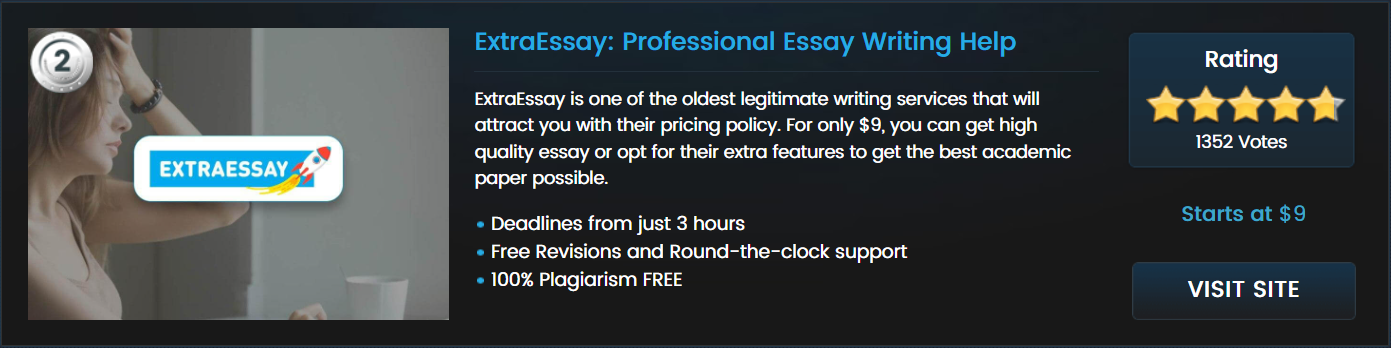 2
EXTRAESSAY
ExtraEssay: Professional Essay Writing Help
ExtraEssay is one of the oldest legitimate writing services that will
attract you with their pricing policy. For only $9, you can get high
quality essay or opt for their extra features to get the best academic
paper possible.
• Deadlines from just 3 hours
• Free Revisions and Round-the-clock support
• 100% Plagiarism FREE
Rating
1352 Votes
Starts at $9
VISIT SITE